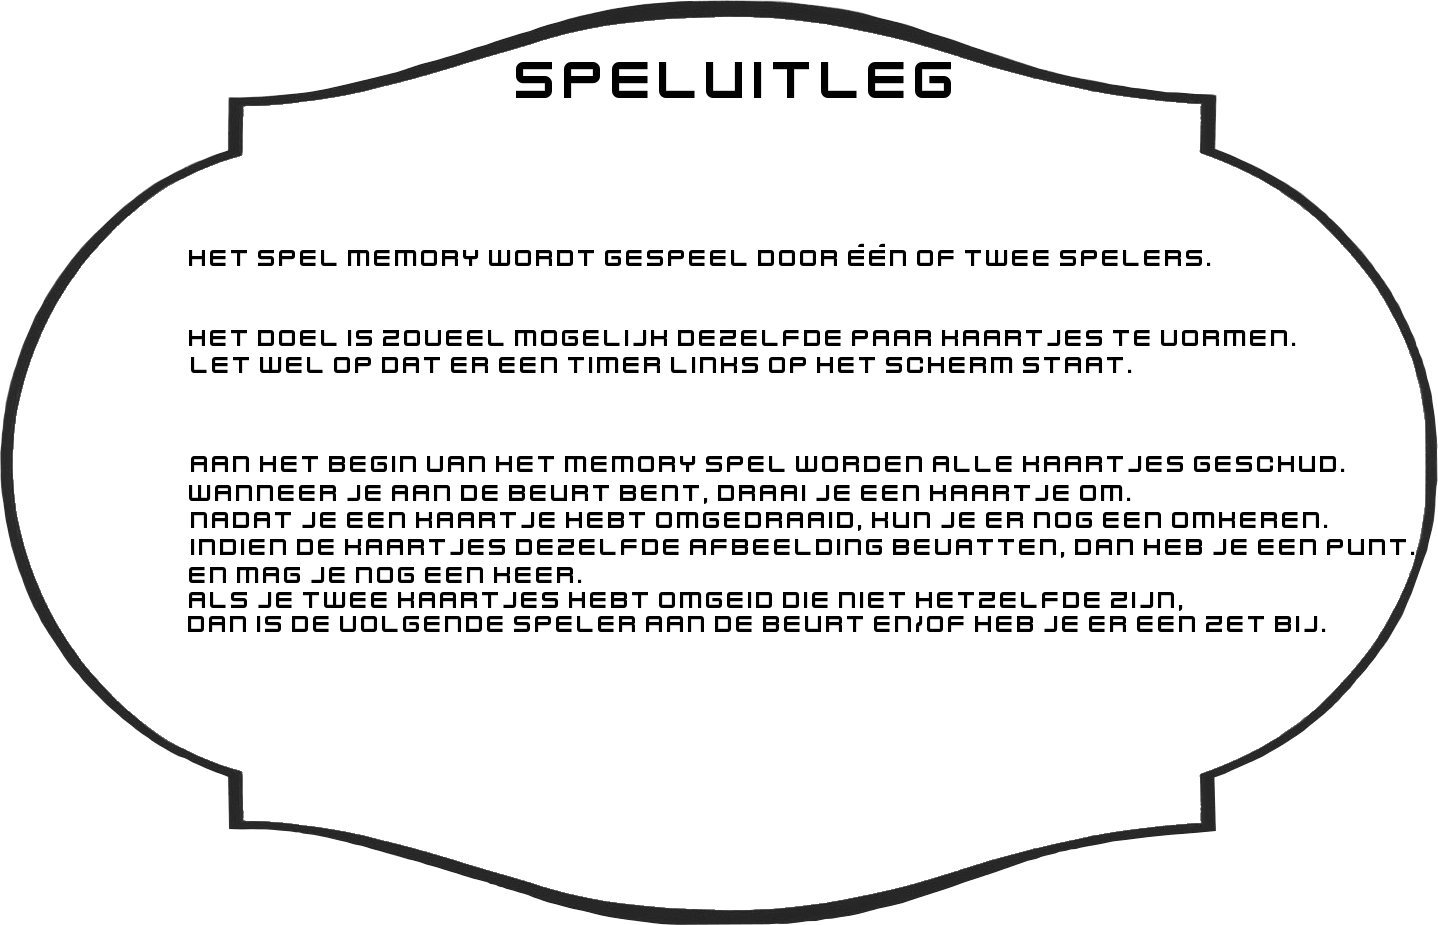 SPELUITLEG
HET SPEL MEMORY WORDT GESPEEL DOOR ÉÉN OF TWEE SPELERS.
HET DOEL IS ZOVEEL MOGELIJK DEZELFDE PAAR KAARTJES TE VORMEN.
LET WEL OP DAT ER EEN TIMER LINKS OP HET SCHERM STAAT.
AAN HET BEGIN VAN HET MEMORY SPEL WORDEN ALLE KAARTJES GESCHUD.
WANNEER JE AAN DE BEURT BENT, DRAAI JE EEN KAARTJE OM.
NADAT JE EEN KAARTJE HEBT OMGEDRAAID, KUN JE ER NOG EEN OMKEREN.
INDIEN DE KAARTJES DEZELFDE AFBEELDING BEVATTEN, DAN HEB JE EEN PUNT.
EN MAG JE NOG EEN KEER.
ALS JE TWEE KAARTJES HEBT OMGEID DIE NIET HETZELFDE ZIJN,
DAN IS DE VOLGENDE SPELER AAN DE BEURT EN/OF HEB JE ER EEN ZET BIJ.